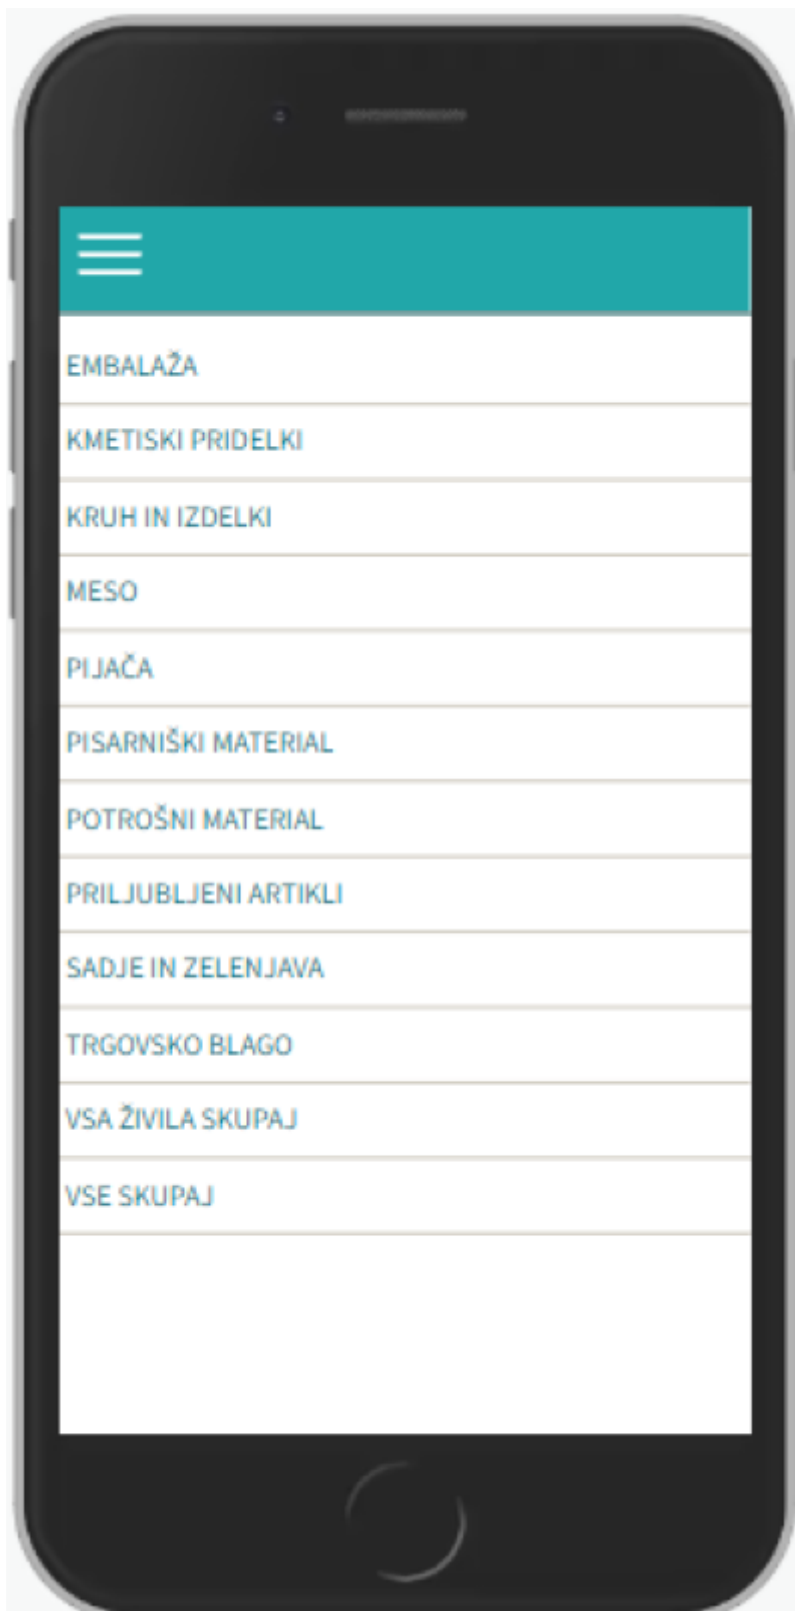 EMBALAŽA
KMETISKI PRIDELKI
KRUH IN IZDELKI
MESO
PIJAČA
PISARNIŠKI MATERIAL
POTROŠNI MATERIAL
PRILJUBLJENI ARTIKLI
SADJE IN ZELENJAVA
TRGOVSKO BLAGO
VSA ŽIVILA SKUPAJ
VSE SKUPAJ